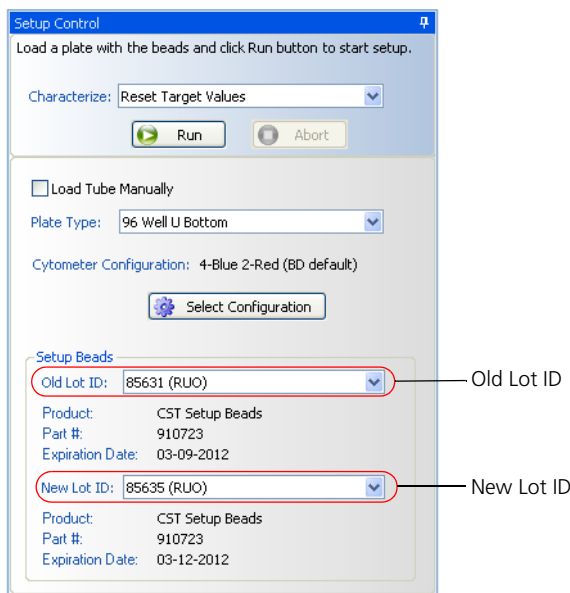 Setup Control
Load a plate with the beads and click Run button to start setup.
Characterize: Reset Target Values
Run Abort
Load Tube Manually
Plate Type: 96 Well U Bottom
Cytometer Configuration: 4-Blue 2-Red (BD default)
Select Configuration
Setup Beads
Old Lot ID: 85631 (RUO) Old Lot ID
Product: CST Setup Beads
Part #: 910723
Expiration Date: 03-09-2012
New Lot ID: 85635 (RUO) New Lot ID
Product: CST Setup Beads
Part #: 910723
Expiration Date: 03-12-2012